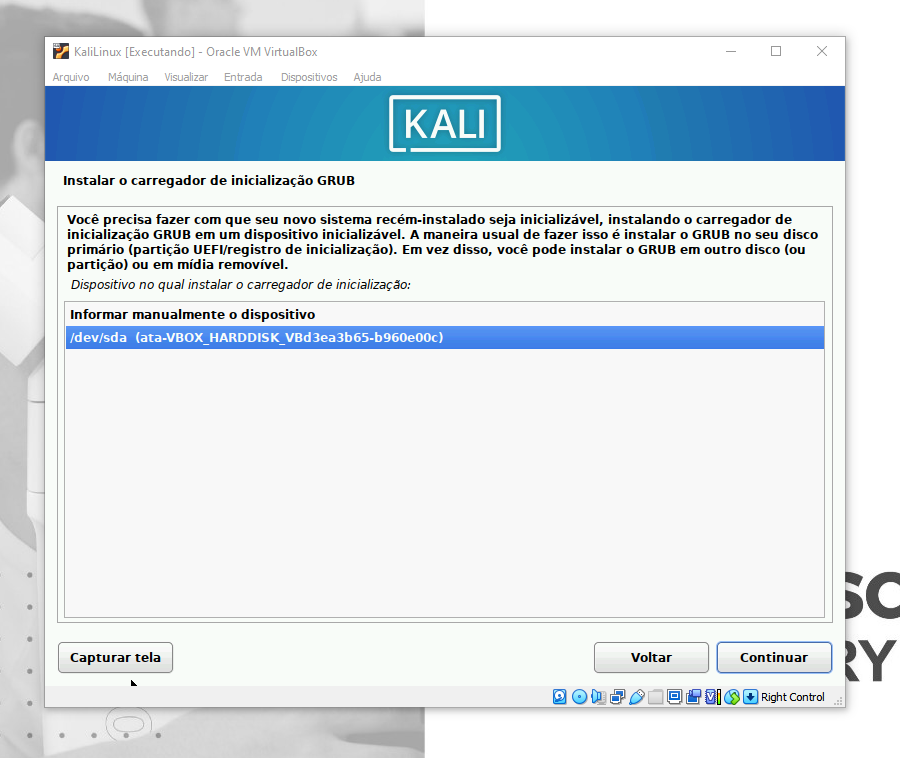 KaliLinux [Executando] - Oracle VM VirtualBox
Arquivo Máquina Visualizar Entrada Dispositivos Ajuda
KALI
Instalar o carregador de inicialização GRUB
Você precisa fazer com que seu novo sistema recém-instalado seja inicializável, instalando o carregador de
inicialização GRUB em um dispositivo inicializável. A maneira usual de fazer isso é instalar o GRUB no seu disco
primário (partição UEFI/registro de inicialização). Em vez disso, você pode instalar o GRUB em outro disco (ou
partição) ou em mídia removível.
Dispositivo no qual instalar o carregador de inicialização:
Informar manualmente o dispositivo
/dev/sda (ata-VBOX_HARDDISK_VBd3ea3b65-b960e00c)
SC
RY
Capturar tela Voltar Continuar
Right Control